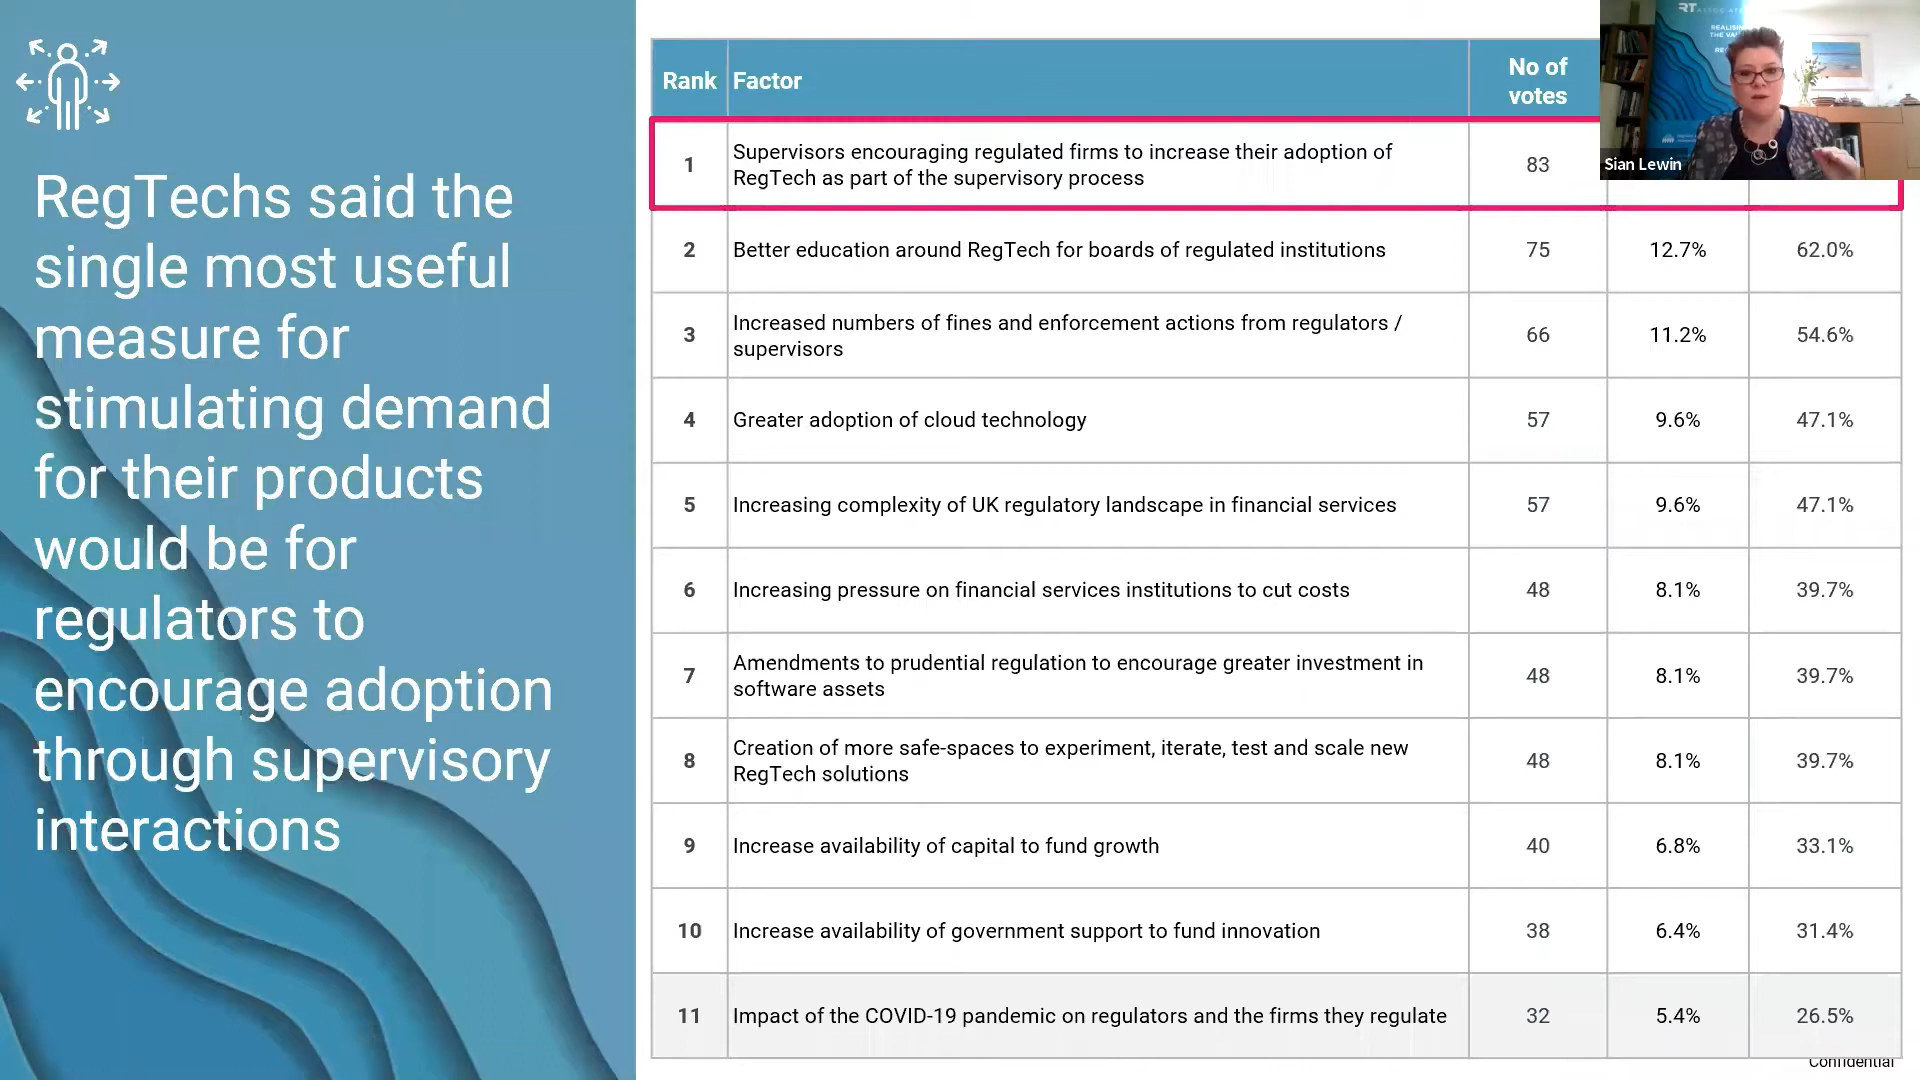 RegTechs said the
single most useful
measure for
stimulating demand
for their products
would be for
regulators to
encourage adoption
through supervisory
interactions
Rank Factor No of
votes
1 Supervisors encouraging regulated firms to increase their adoption of
RegTech as part of the supervisory process 83
2 Better education around RegTech for boards of regulated institutions 75 12.7% 62.0%
3 Increased numbers of fines and enforcement actions from regulators /
supervisors 66 11.2% 54.6%
4 Greater adoption of cloud technology 57 9.6% 47.1%
5 Increasing complexity of UK regulatory landscape in financial services 57 9.6% 47.1%
6 Increasing pressure on financial services institutions to cut costs 48 8.1% 39.7%
7 Amendments to prudential regulation to encourage greater investment in
software assets 48 8.1% 39.7%
8 Creation of more safe-spaces to experiment, iterate, test and scale new
RegTech solutions 48 8.1% 39.7%
9 Increase availability of capital to fund growth 40 6.8% 33.1%
10 Increase availability of government support to fund innovation 38 6.4% 31.4%
11 Impact of the COVID-19 pandemic on regulators and the firms they regulate 32 5.4% 26.5%
Confidential
RT
THE
Sian Lewin